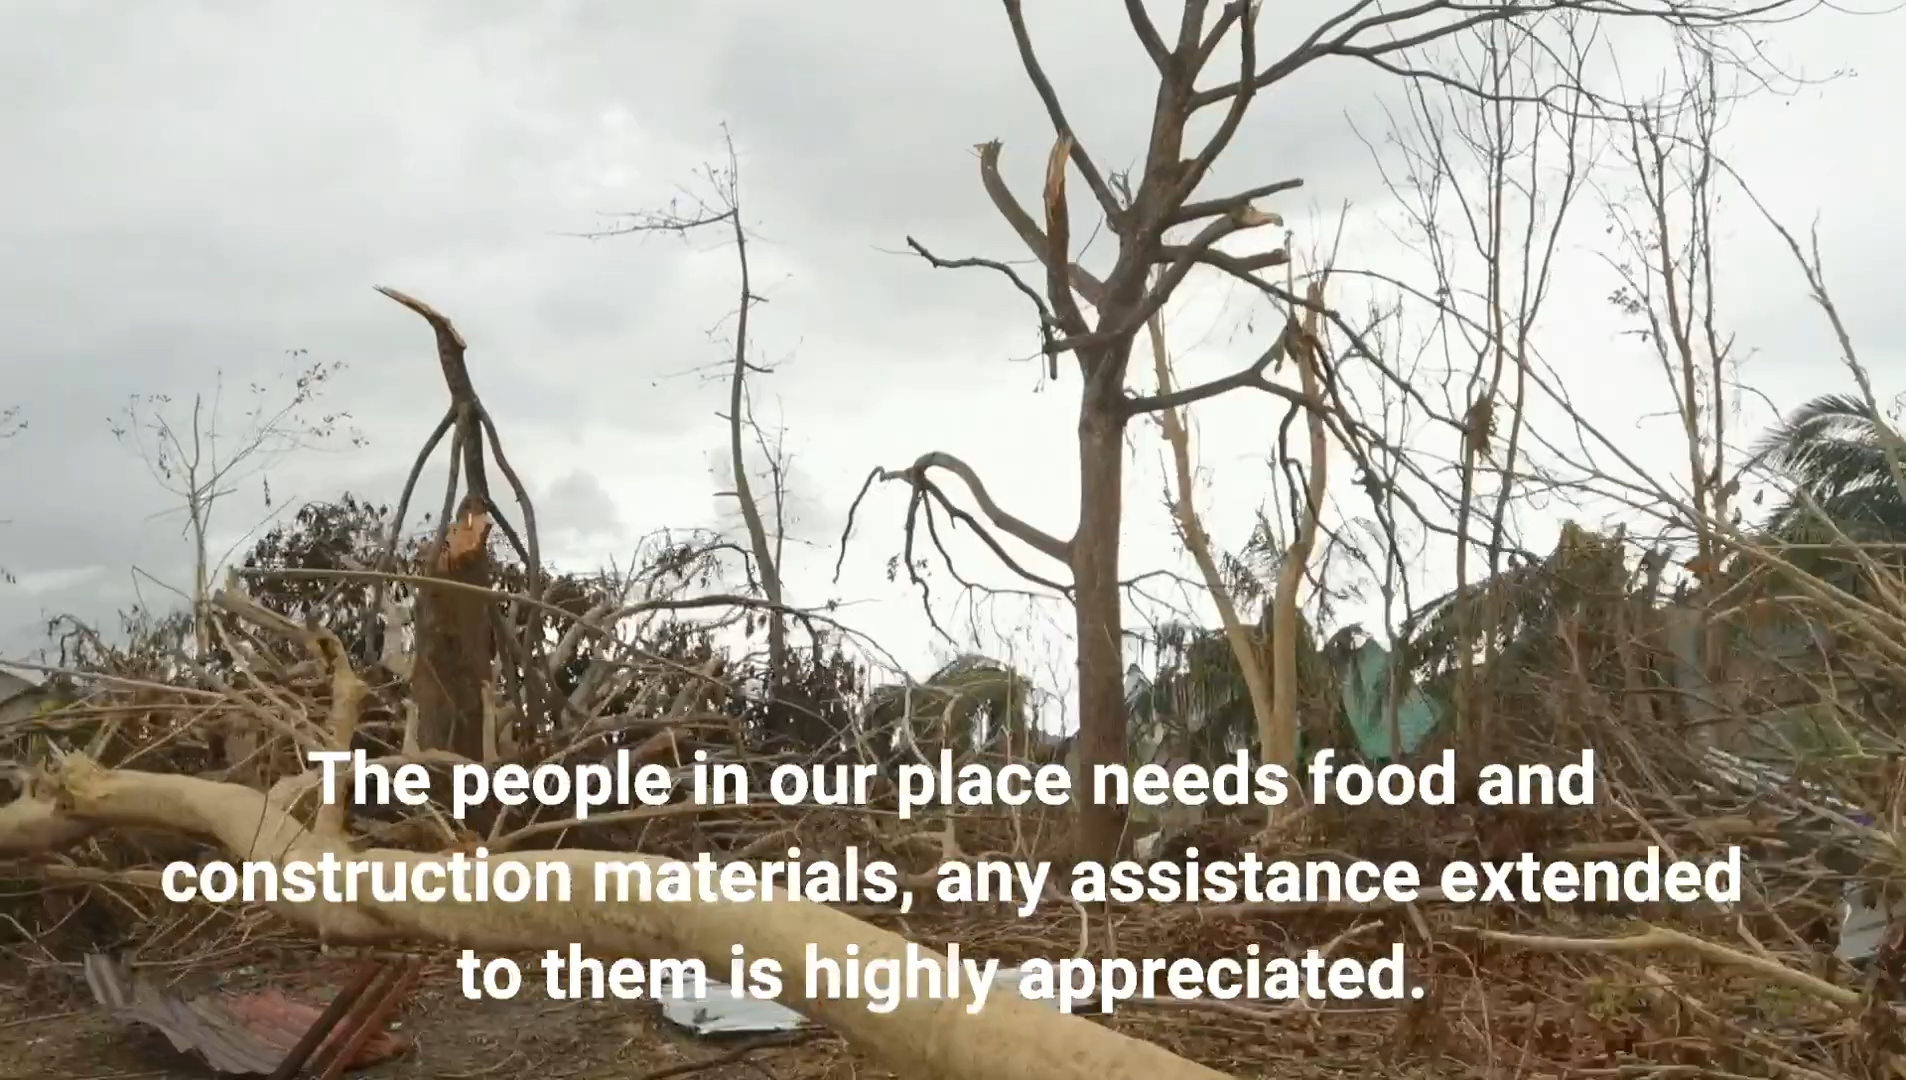 The people in our place needs food and
construction materials, any assistance extended
to them is highly appreciated.